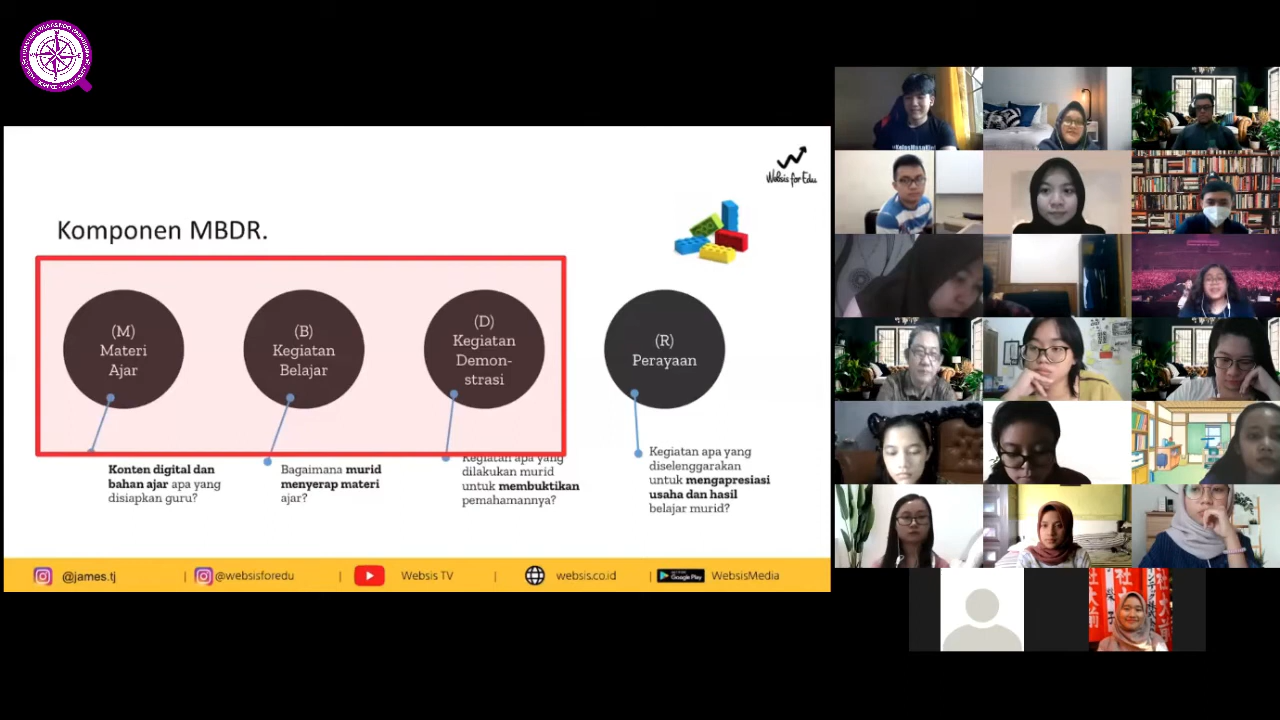 Websis for Edu
Komponen MBDR.
(M)
Materi
Ajar
(B)
Kegiatan
Belajar
(D)
Kegiatan
Demon-
strasi
(R)
Perayaan
Konten digital dan
bahan ajar apa yang
disiapkan guru?
Bagaimana murid
menyerap materi
ajar?
Kegiatan apa yang
dilakukan murid
untuk membuktikan
pemahamannya?
Kegiatan apa yang
diselenggarakan
untuk mengapresiasi
usaha dan hasil
belajar murid?
@james.tj | @websisforedu | Websis TV | websis.co.id | Google Play WebsisMedia